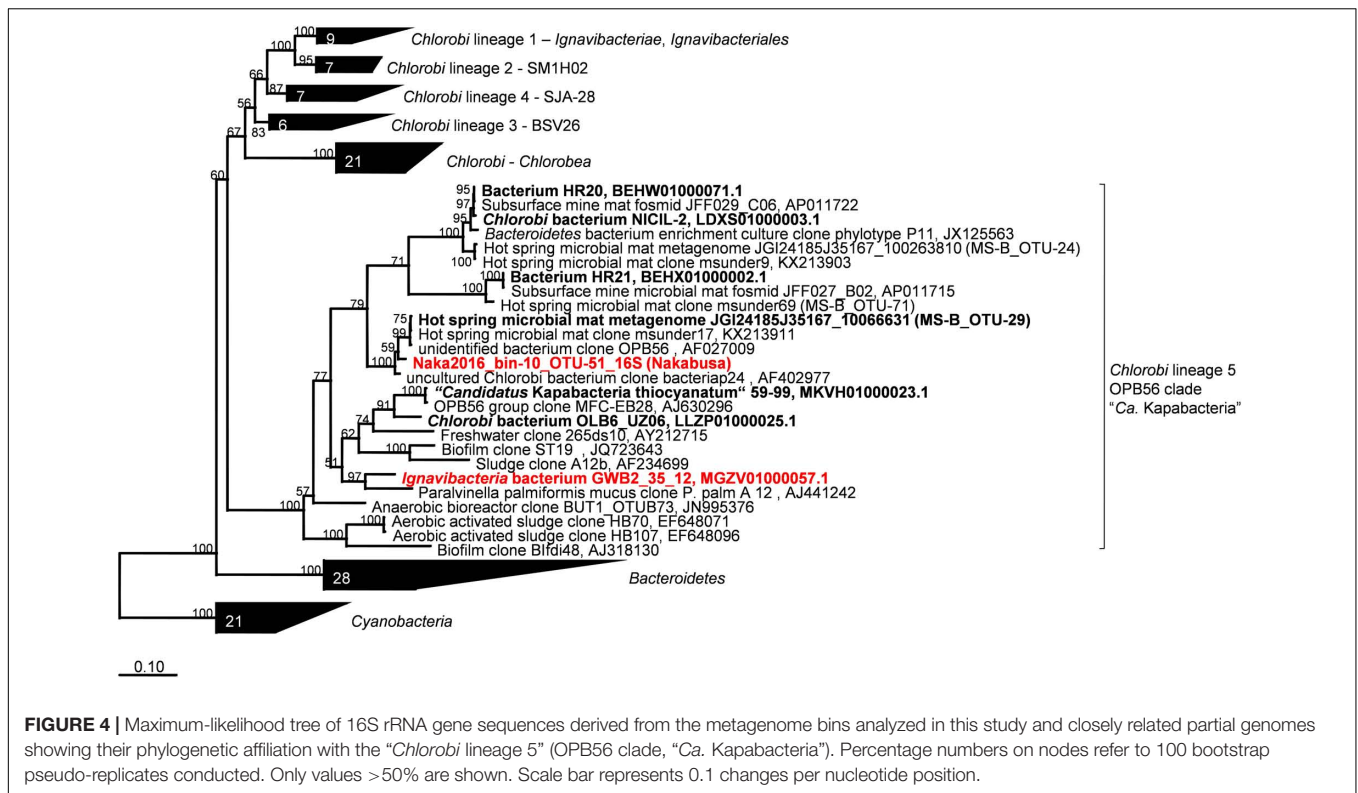 100
9
Chlorobi lineage 1 – Ignavibacteriae, Ignavibacteriales
100
95
7
Chlorobi lineage 2 - SM1H02
66
87
7
Chlorobi lineage 4 - SJA-28
56
83
6
Chlorobi lineage 3 - BSV26
67
100
21
Chlorobi - Chlorobea
60
95
Bacterium HR20, BEHW01000071.1
97
Subsurface mine mat fosmid JFF029_C06, AP011722
95
Chlorobi bacterium NICIL-2, LDXS01000003.1
100
Bacteroidetes bacterium enrichment culture clone phylotype P11, JX125563
Hot spring microbial mat metagenome JGI24185J35167_100263810 (MS-B_OTU-24)
100
Hot spring microbial mat clone msunder9, KX213903
71
100
Bacterium HR21, BEHX01000002.1
100
Subsurface mine microbial mat fosmid JFF027_B02, AP011715
Hot spring microbial mat clone msunder69 (MS-B_OTU-71)
79
75
Hot spring microbial mat metagenome JGI24185J35167_10066631 (MS-B_OTU-29)
99
Hot spring microbial mat clone msunder17, KX213911
59
unidentified bacterium clone OPB56 , AF027009
100
Naka2016_bin-10_OTU-51_16S (Nakabusa)
uncultured Chlorobi bacterium clone bacteriap24 , AF402977
77
100
"Candidatus Kapabacteria thiocyanatum“ 59-99, MKVH01000023.1
91
OPB56 group clone MFC-EB28, AJ630296
74
Chlorobi bacterium OLB6_UZ06, LLZP01000025.1
62
Freshwater clone 265ds10, AY212715
100
Biofilm clone ST19 , JQ723643
Sludge clone A12b, AF234699
51
97
Ignavibacteria bacterium GWB2_35_12, MGZV01000057.1
Paralvinella palmiformis mucus clone P. palm A 12 , AJ441242
57
Anaerobic bioreactor clone BUT1_OTUB73, JN995376
100
100
Aerobic activated sludge clone HB70, EF648071
Aerobic activated sludge clone HB107, EF648096
100
Biofilm clone BIfdi48, AJ318130
Chlorobi lineage 5
OPB56 clade
“Ca. Kapabacteria”
100
100
28
Bacteroidetes
100
21
Cyanobacteria
0.10
FIGURE 4 | Maximum-likelihood tree of 16S rRNA gene sequences derived from the metagenome bins analyzed in this study and closely related partial genomes
showing their phylogenetic affiliation with the “Chlorobi lineage 5” (OPB56 clade, “Ca. Kapabacteria”). Percentage numbers on nodes refer to 100 bootstrap
pseudo-replicates conducted. Only values >50% are shown. Scale bar represents 0.1 changes per nucleotide position.